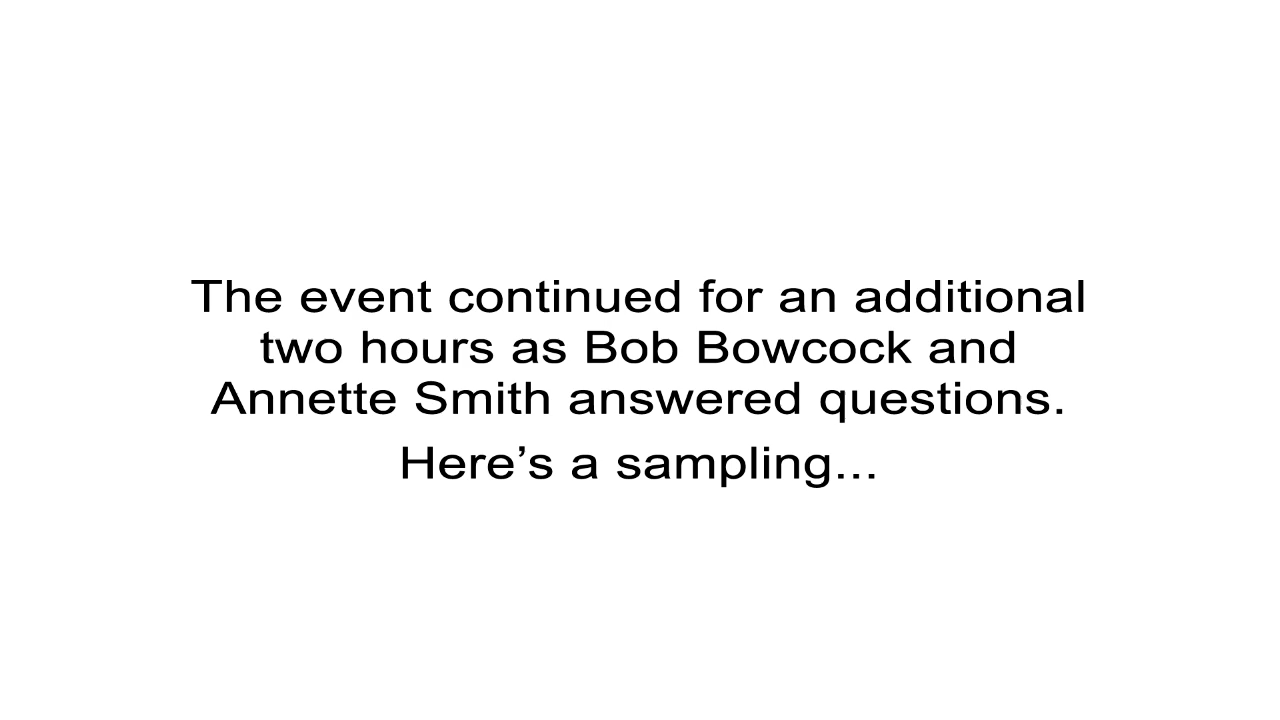 The event continued for an additional
two hours as Bob Bowcock and
Annette Smith answered questions.
Here’s a sampling...